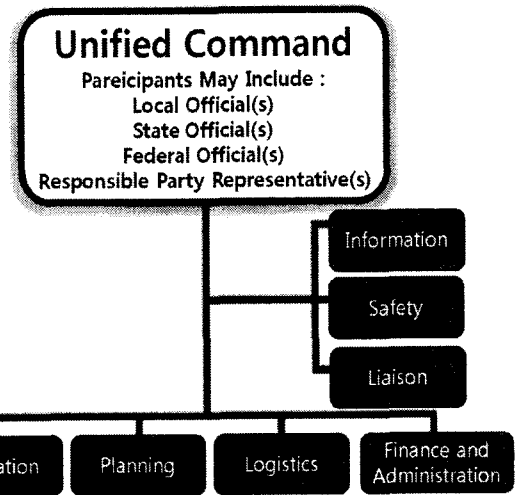 Unified Command
Pareicipants May Include :
Local Official(s)
State Official(s)
Federal Official(s)
Responsible Party Representative(s)
Information
Safety
Liaison
ation
Planning
Logistics
Finance and
Administration